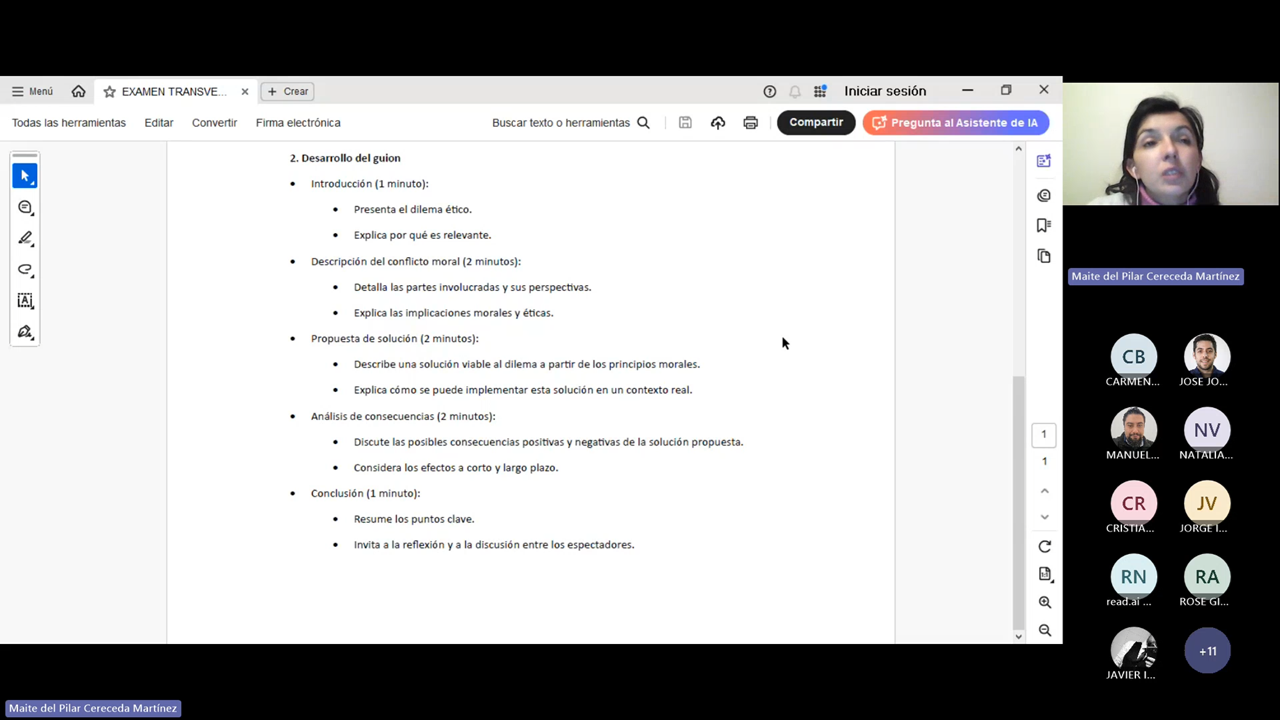 Menú
EXAMEN TRANSVE...
Crear
Iniciar sesión
Todas las herramientas
Editar
Convertir
Firma electrónica
Buscar texto o herramientas
Compartir
Pregunta al Asistente de IA
2. Desarrollo del guion
• Introducción (1 minuto):
• Presenta el dilema ético.
• Explica por qué es relevante.
• Descripción del conflicto moral (2 minutos):
• Detalla las partes involucradas y sus perspectivas.
• Explica las implicaciones morales y éticas.
• Propuesta de solución (2 minutos):
• Describe una solución viable al dilema a partir de los principios morales.
• Explica cómo se puede implementar esta solución en un contexto real.
• Análisis de consecuencias (2 minutos):
• Discute las posibles consecuencias positivas y negativas de la solución propuesta.
• Considera los efectos a corto y largo plazo.
• Conclusión (1 minuto):
• Resume los puntos clave.
• Invita a la reflexión y a la discusión entre los espectadores.
1
1
Maite del Pilar Cereceda Martínez
CB
CARMEN...
JOSE JO...
MANUEL...
NV
NATALIA...
CR
CRISTIA...
JV
JORGE I...
RN
read.ai ...
RA
ROSE GI...
JAVIER I...
+11
Maite del Pilar Cereceda Martínez